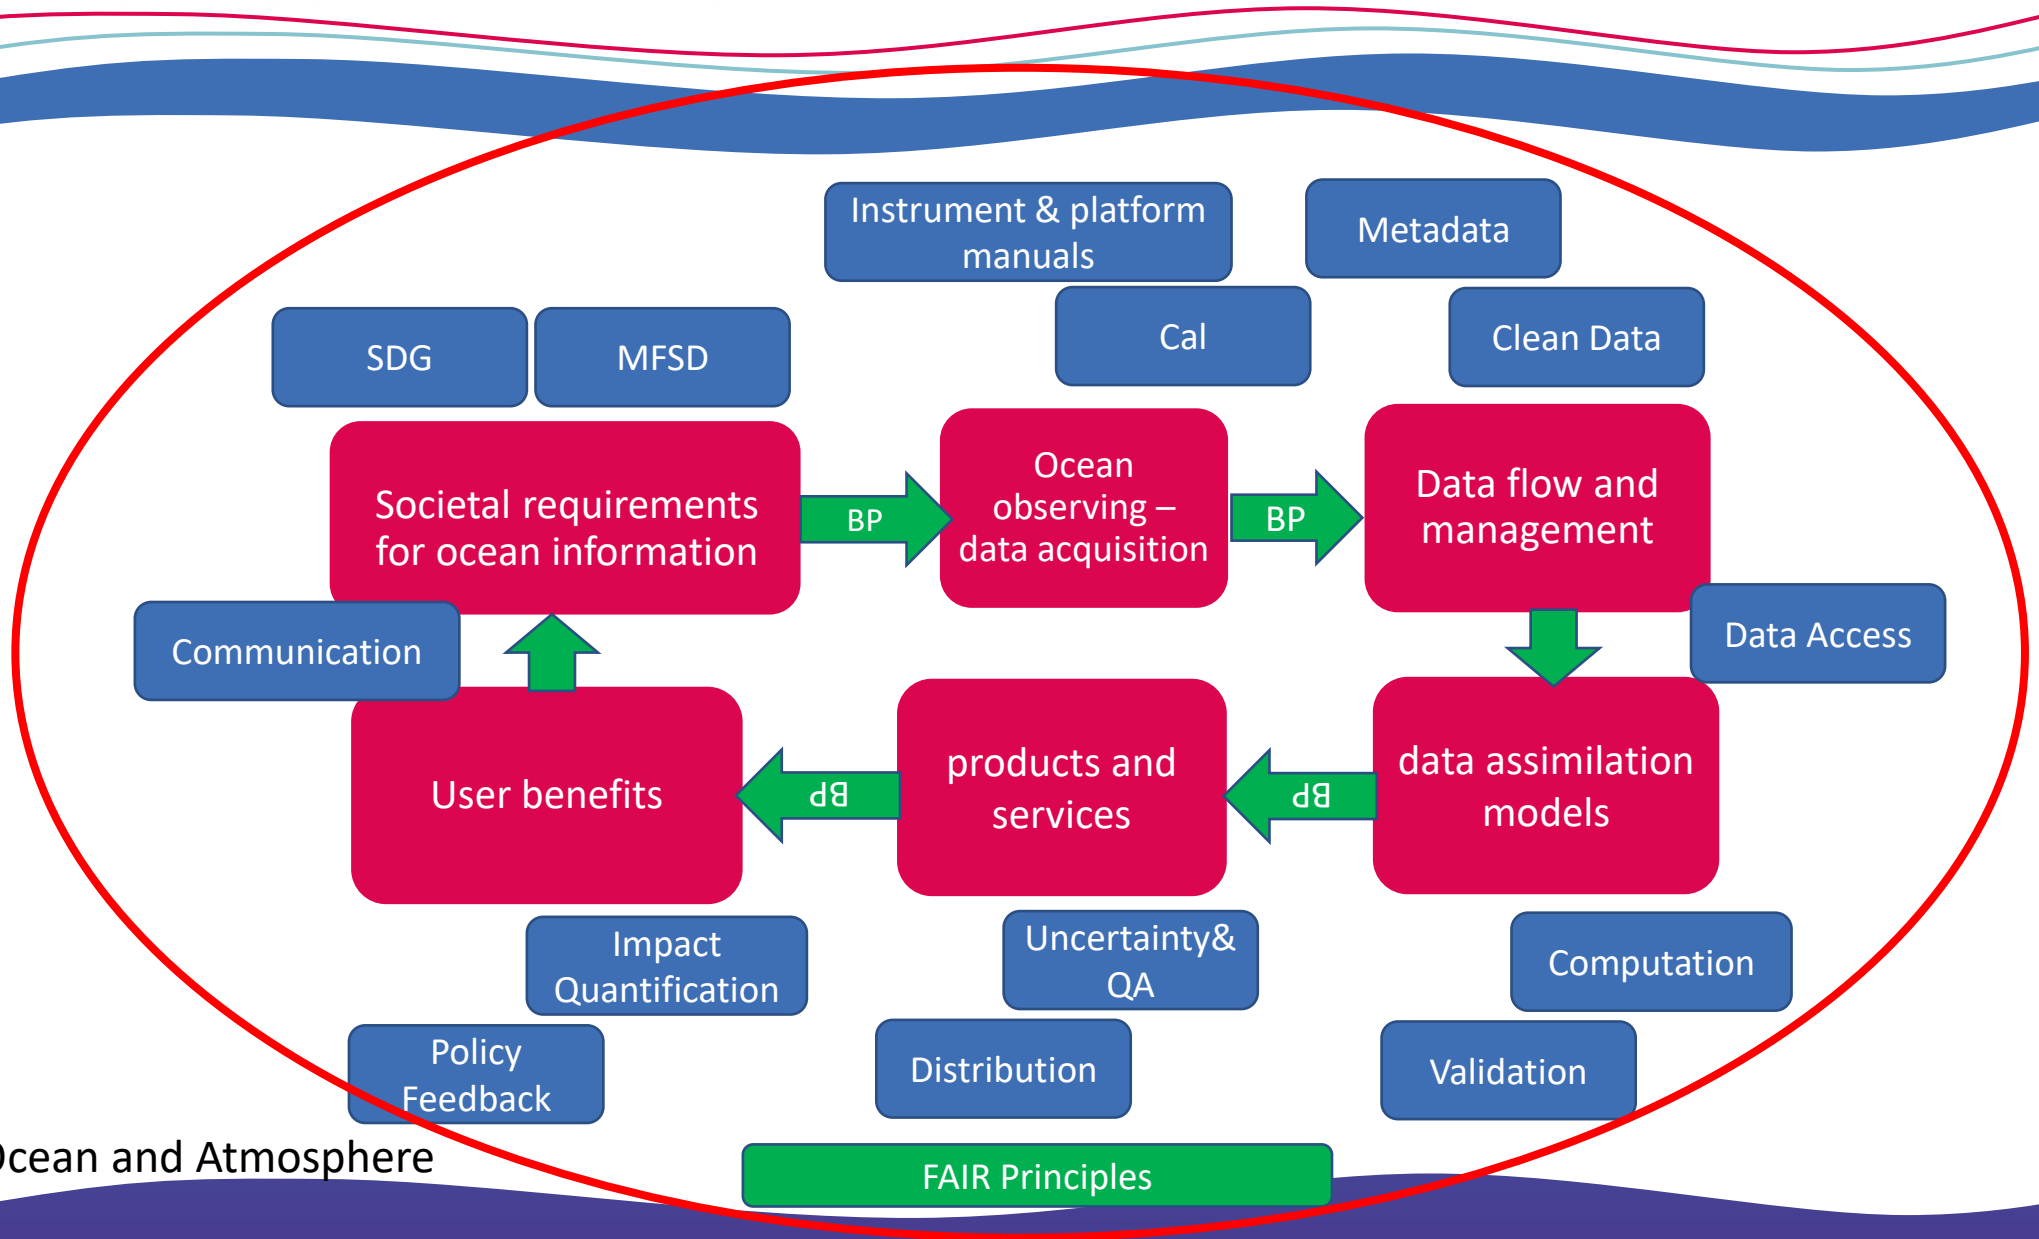 Instrument & platform
manuals
Metadata
Cal
Clean Data
SDG
MFSD
Societal requirements
for ocean information
BP
Ocean
observing –
data acquisition
BP
Data flow and
management
Communication
Data Access
User benefits
BP
products and
services
BP
data assimilation
models
Impact
Quantification
Uncertainty&
QA
Computation
Policy
Feedback
Distribution
Validation
Ocean and Atmosphere
FAIR Principles